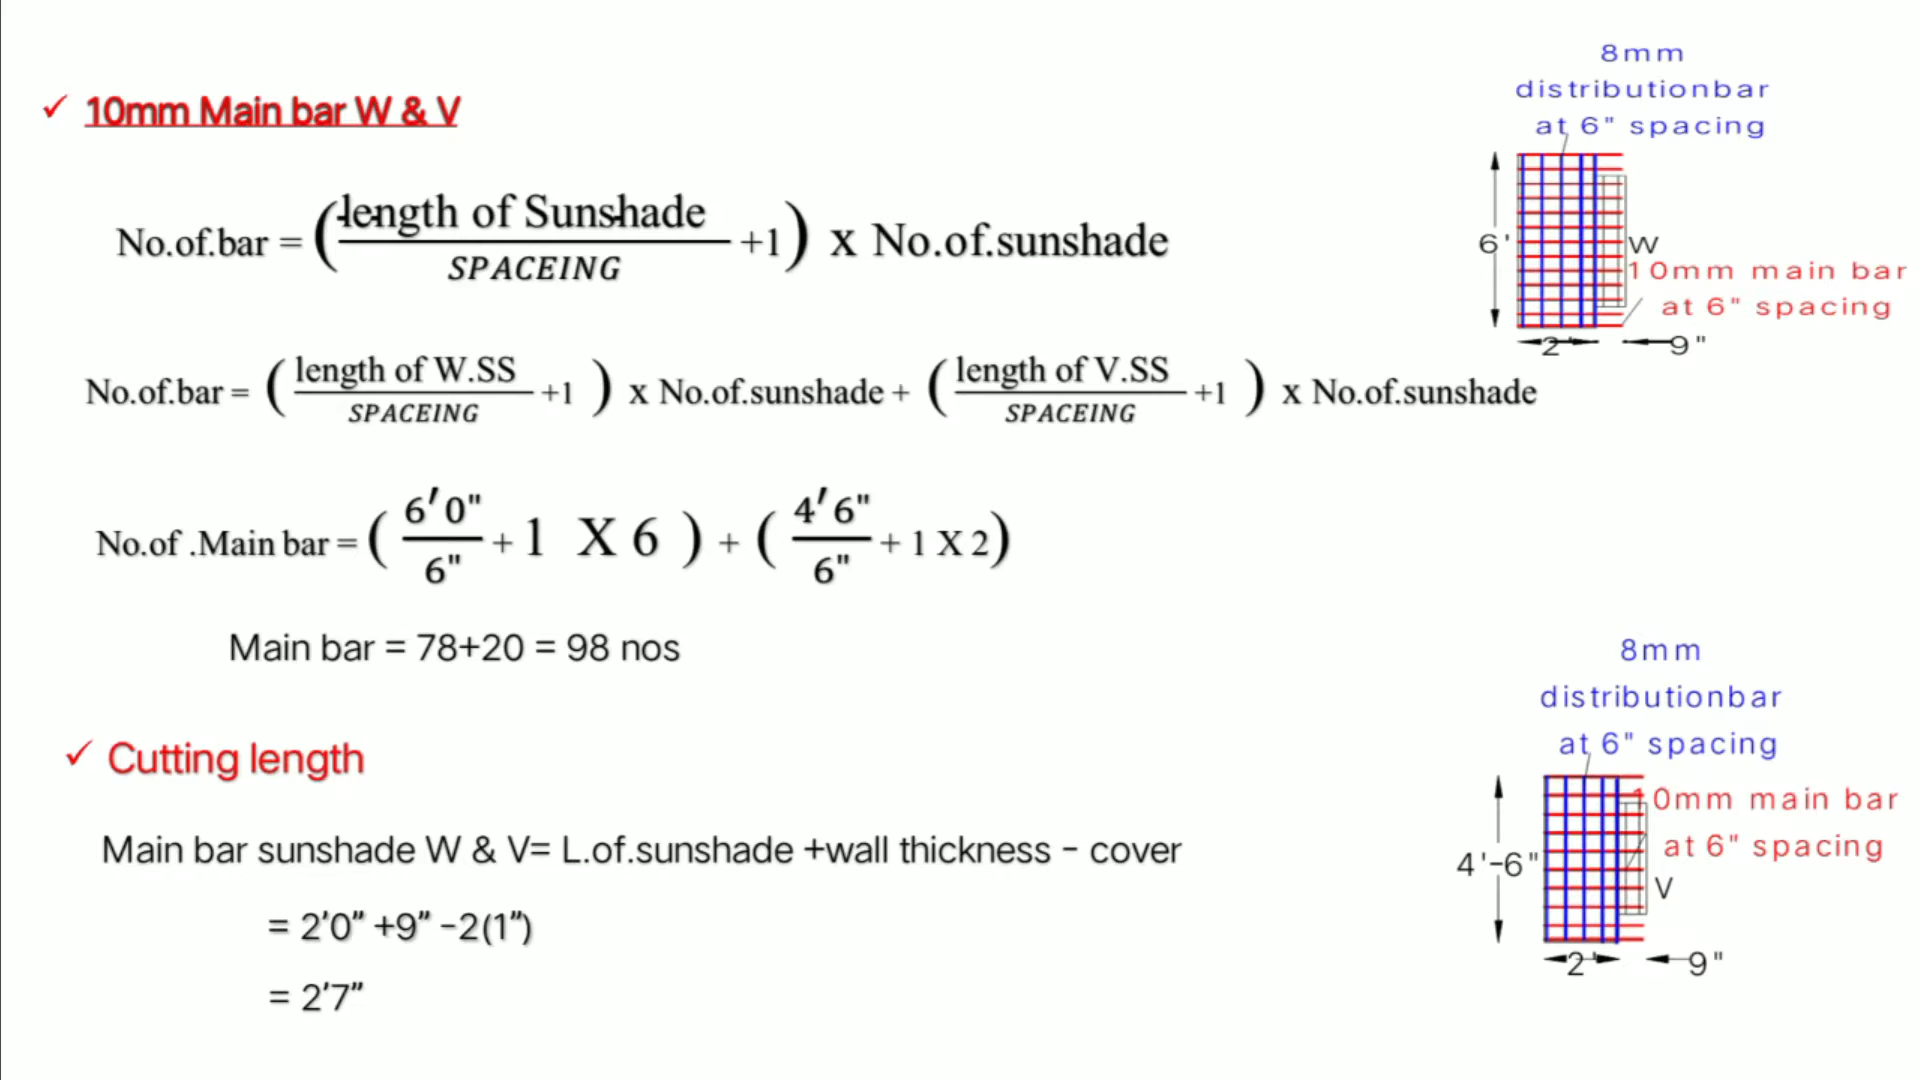 ✓ 10mm Main bar W & V
No.of.bar = (length of Sunshade / SPACEING +1) x No.of.sunshade
No.of.bar = (length of W.SS / SPACEING +1) x No.of.sunshade + (length of V.SS / SPACEING +1) x No.of.sunshade
No.of .Main bar = (6'0" / 6" + 1 X 6) + (4'6" / 6" + 1 X 2)
Main bar = 78+20 = 98 nos
✓ Cutting length
Main bar sunshade W & V= L.of.sunshade +wall thickness - cover
= 2'0" +9" -2(1")
= 2'7"
8mm
distributionbar
at 6" spacing
6'
W
10mm main bar
at 6" spacing
2'
9"
8mm
distributionbar
at 6" spacing
10mm main bar
at 6" spacing
4'-6"
V
2'
9"